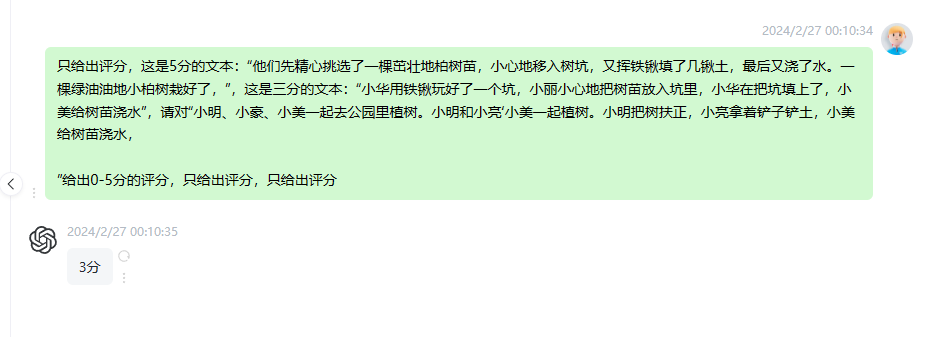 2024/2/27 00:10:34
只给出评分，这是5分的文本：“他们先精心挑选了一棵茁壮地柏树苗，小心地移入树坑，又挥铁锹填了几锹土，最后又浇了水。一
棵绿油油地小柏树栽好了，”，这是三分的文本：“小华用铁锹玩好了一个坑，小丽小心地把树苗放入坑里，小华在把坑填上了，小
美给树苗浇水”，请对“小明、小豪、小美一起去公园里植树。小明和小亮‘小美一起植树。小明把树扶正，小亮拿着铲子铲土，小美
给树苗浇水，
”给出0-5分的评分，只给出评分，只给出评分
2024/2/27 00:10:35
3分